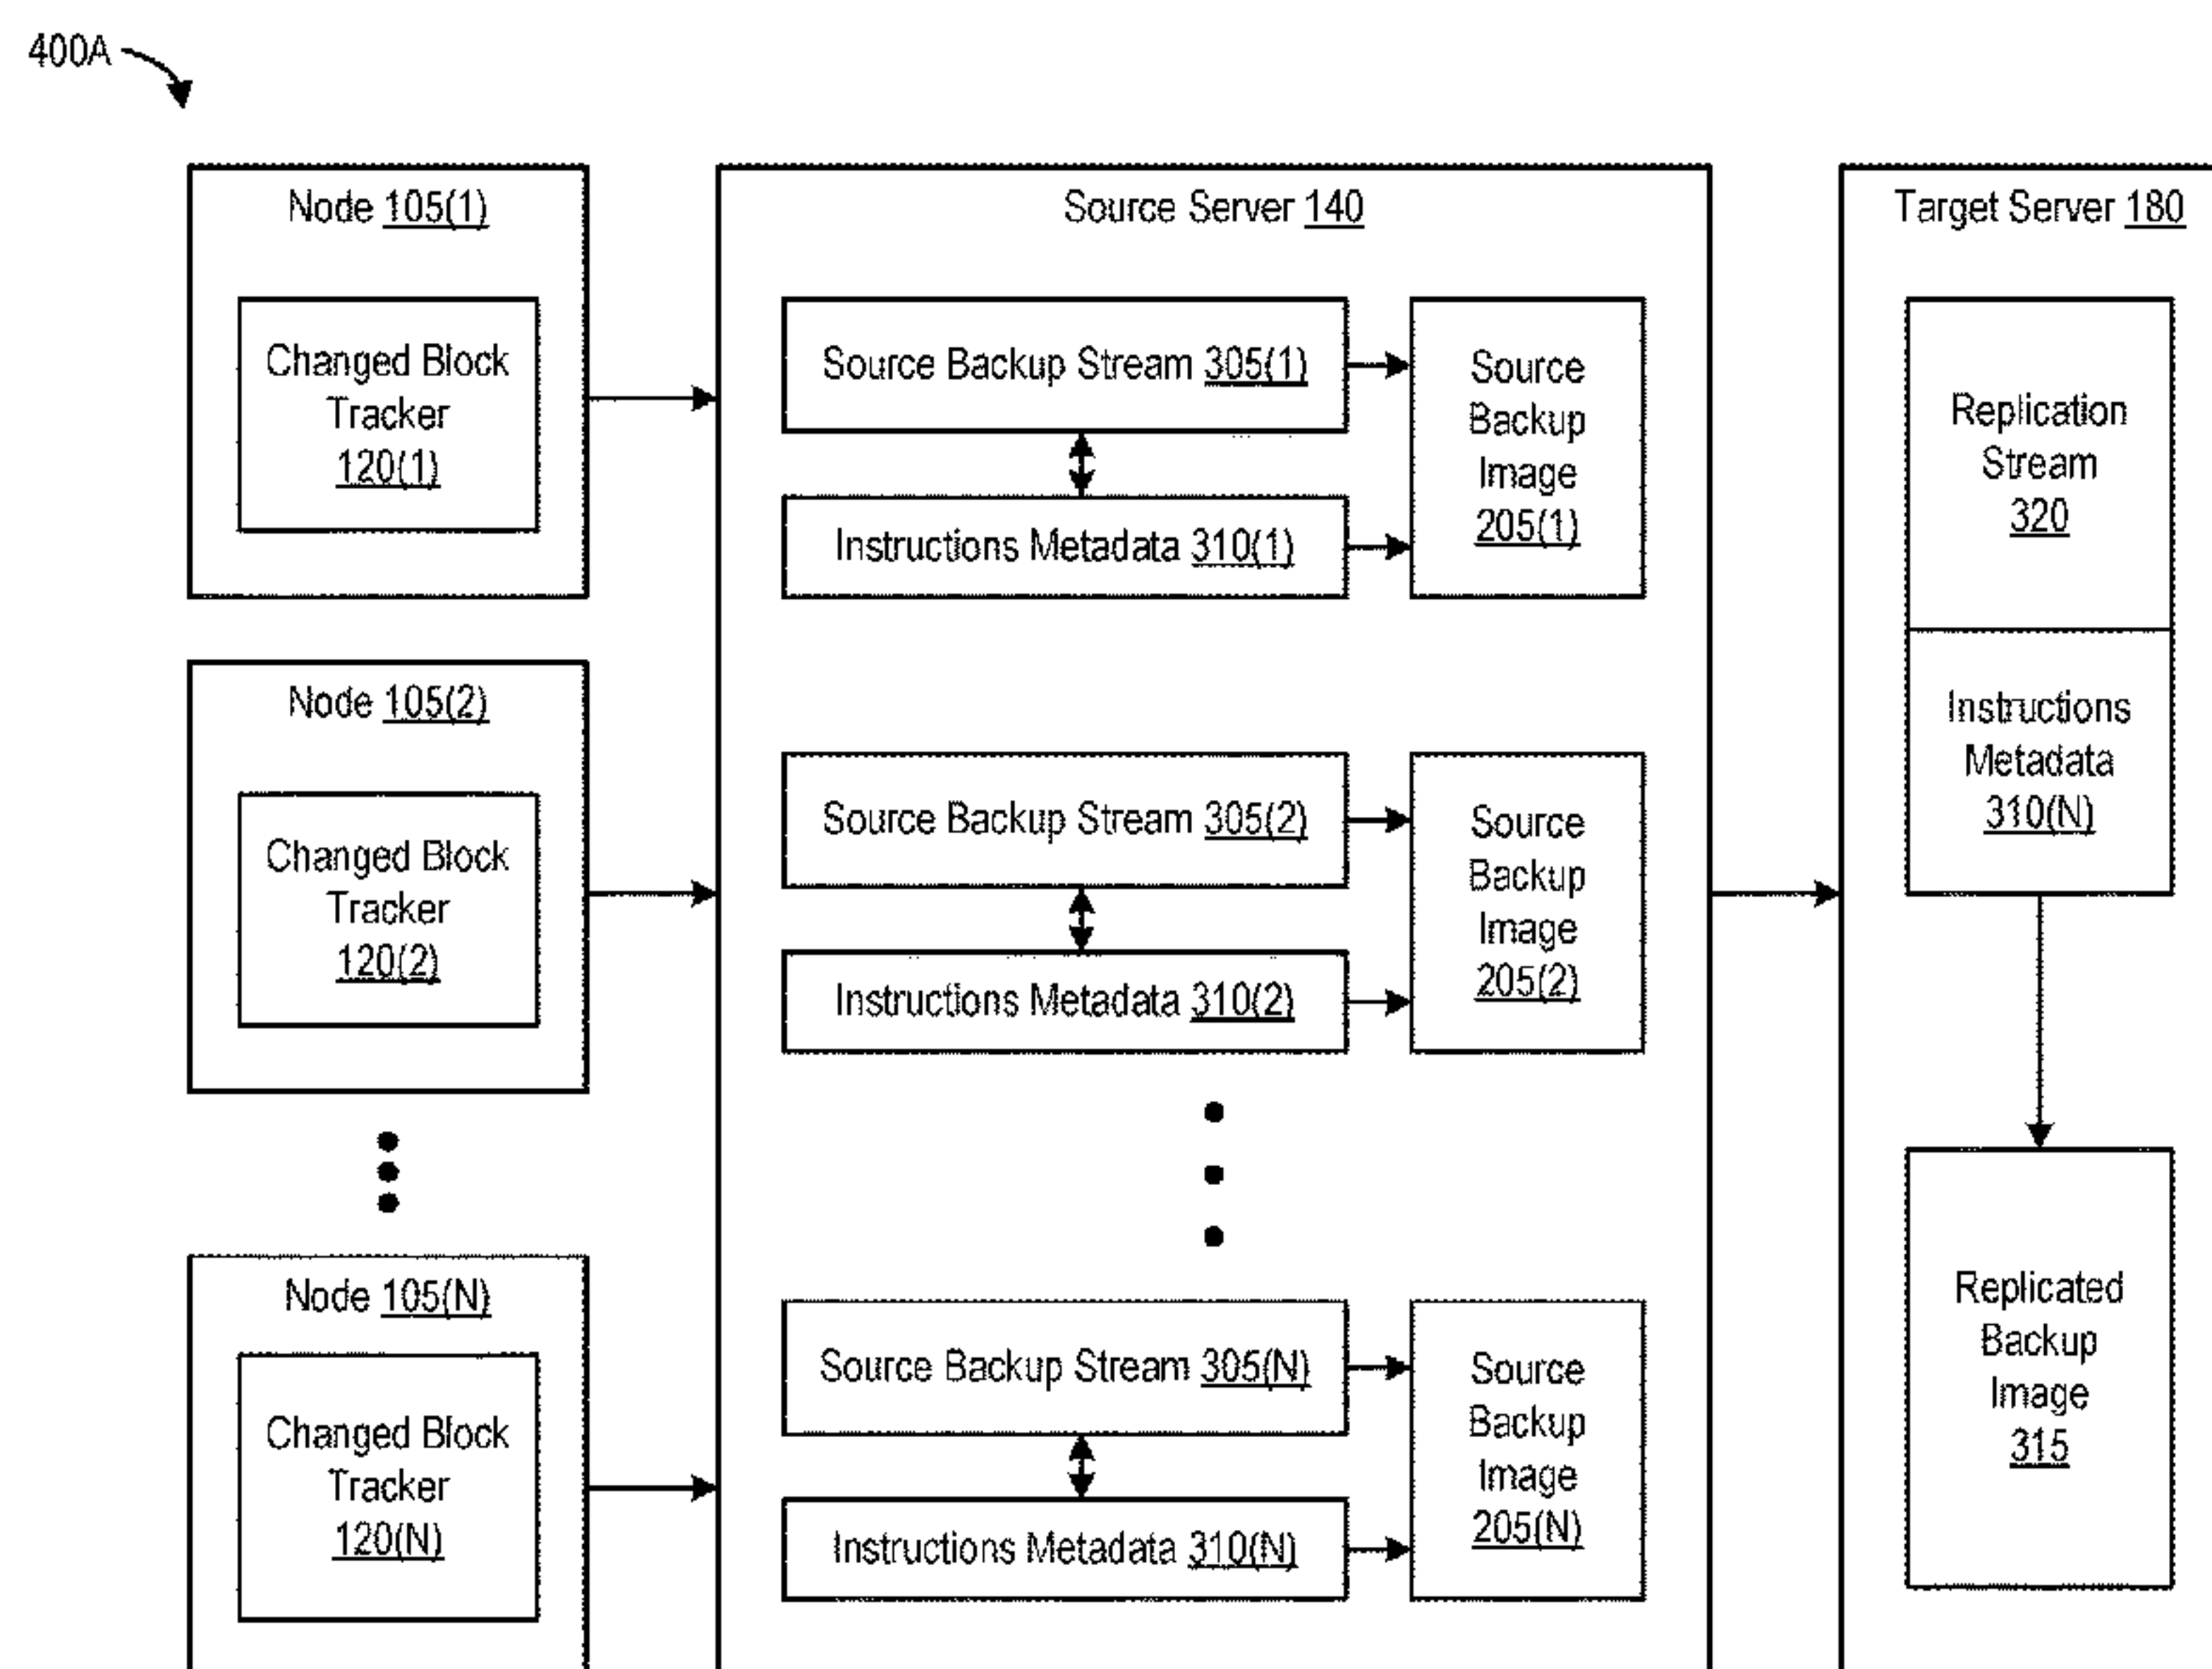 400A
Node 105(1)
Changed Block
Tracker
120(1)
Node 105(2)
Changed Block
Tracker
120(2)
Node 105(N)
Changed Block
Tracker
120(N)
Source Server 140
Source Backup Stream 305(1)
Instructions Metadata 310(1)
Source
Backup
Image
205(1)
Source Backup Stream 305(2)
Instructions Metadata 310(2)
Source
Backup
Image
205(2)
Source Backup Stream 305(N)
Instructions Metadata 310(N)
Source
Backup
Image
205(N)
Target Server 180
Replication
Stream
320
Instructions
Metadata
310(N)
Replicated
Backup
Image
315